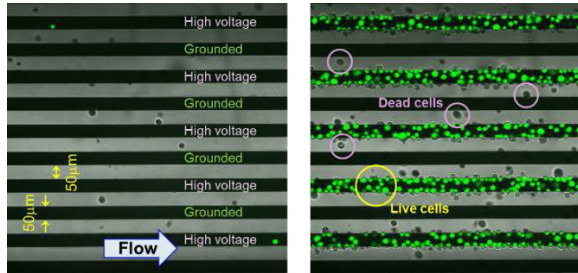 High voltage
Grounded
High voltage
Grounded
High voltage
Grounded
50µm
High voltage
50µm
Grounded
Flow
High voltage
Dead cells
Live cells